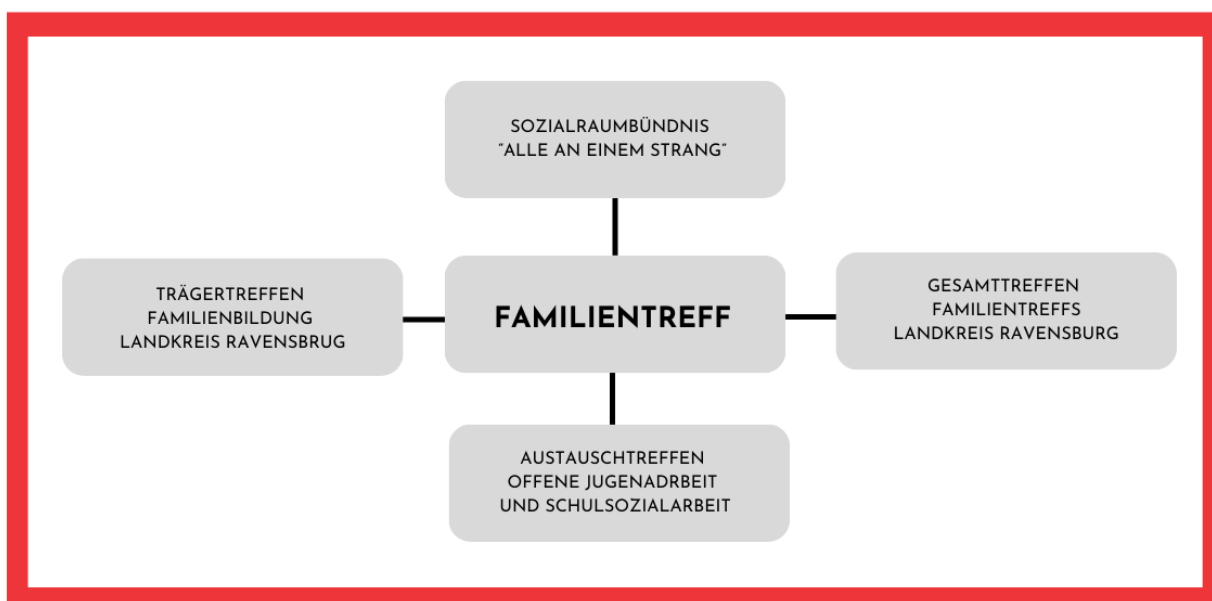 SOZIALRAUMBÜNDNIS
"ALLE AN EINEM STRANG"
TRÄGERTREFFEN
FAMILIENBILDUNG
LANDKREIS RAVENSBRUG
FAMILIENTREFF
GESAMTTREFFEN
FAMILIENTREFFS
LANDKREIS RAVENSBURG
AUSTAUSCHTREFFEN
OFFENE JUGENADRBEIT
UND SCHULSOZIALARBEIT